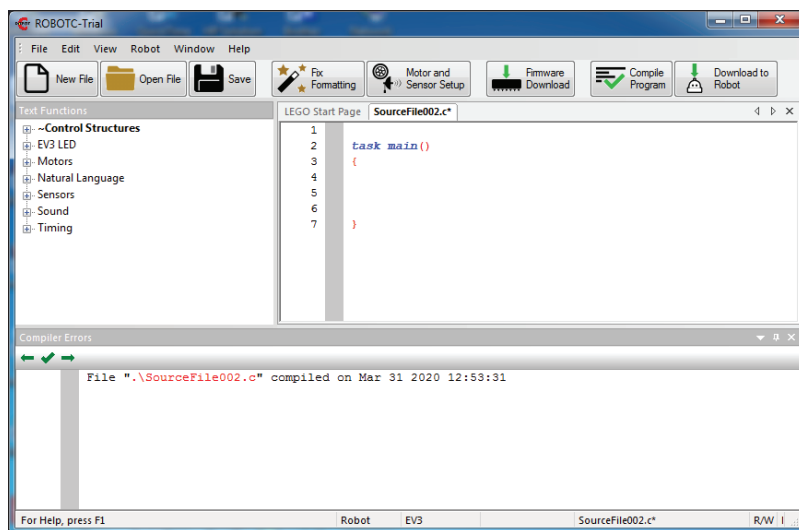 ROBOTC-Trial
File Edit View Robot Window Help
New File Open File Save Fix Formatting Motor and Sensor Setup Firmware Download Compile Program Download to Robot
Text Functions
~Control Structures
EV3 LED
Motors
Natural Language
Sensors
Sound
Timing
LEGO Start Page SourceFile002.c*
1
2 task main()
3 {
4
5
6
7 }
Compiler Errors
File ".\SourceFile002.c" compiled on Mar 31 2020 12:53:31
For Help, press F1 Robot EV3 SourceFile002.c* R/W